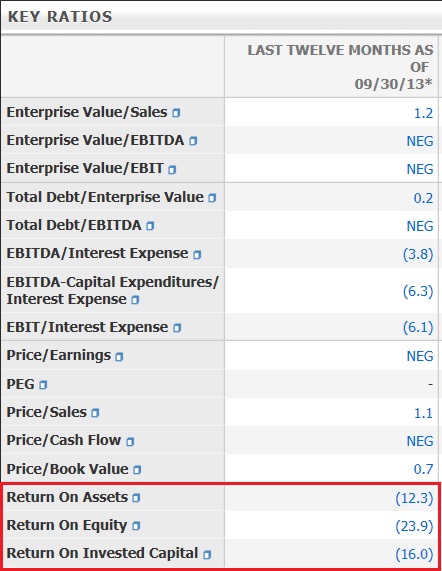 KEY RATIOS
LAST TWELVE MONTHS AS
OF
09/30/13*
Enterprise Value/Sales 1.2
Enterprise Value/EBITDA NEG
Enterprise Value/EBIT NEG
Total Debt/Enterprise Value 0.2
Total Debt/EBITDA NEG
EBITDA/Interest Expense (3.8)
EBITDA-Capital Expenditures/
Interest Expense (6.3)
EBIT/Interest Expense (6.1)
Price/Earnings NEG
PEG -
Price/Sales 1.1
Price/Cash Flow NEG
Price/Book Value 0.7
Return On Assets (12.3)
Return On Equity (23.9)
Return On Invested Capital (16.0)